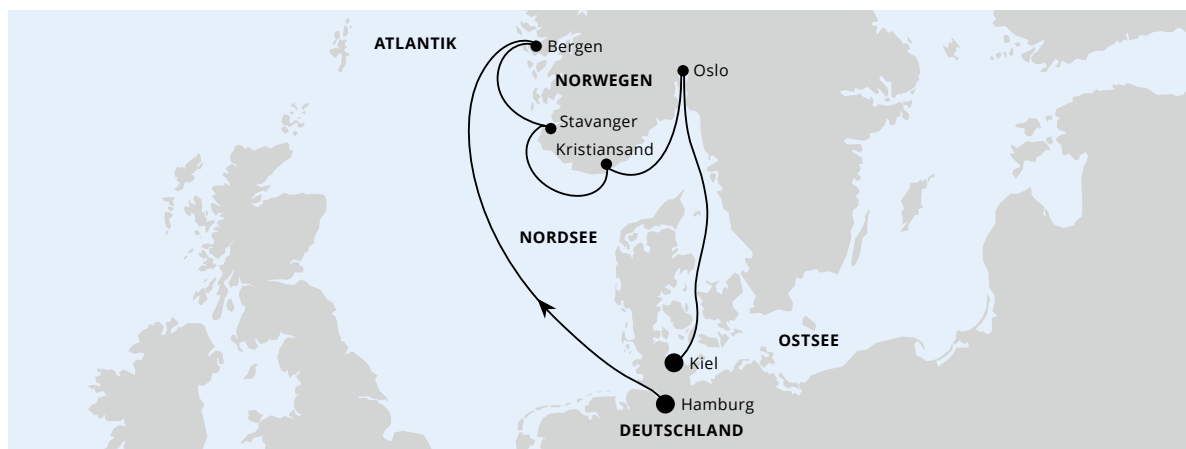 ATLANTIK
Bergen
NORWEGEN
Oslo
Stavanger
Kristiansand
NORDSEE
OSTSEE
Kiel
Hamburg
DEUTSCHLAND